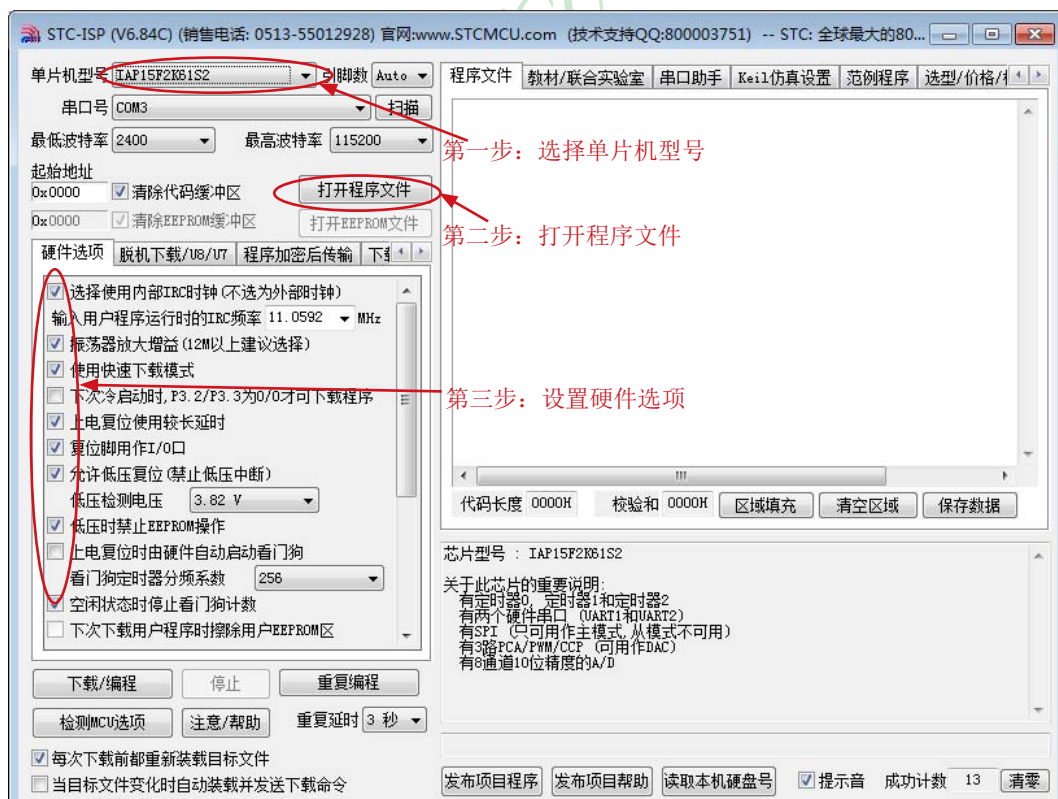 STC-ISP (V6.84C) (销售电话: 0513-55012928) 官网:www.STCMCU.com (技术支持QQ:800003751) -- STC: 全球最大的80...
单片机型号 IAP15F2K61S2 引脚数 Auto
串口号 COM3 扫描
最低波特率 2400 最高波特率 115200
起始地址
0x0000 清除代码缓冲区 打开程序文件
0x0000 清除EEPROM缓冲区 打开EEPROM文件
硬件选项 脱机下载/U8/U7 程序加密后传输
选择使用内部IRC时钟(不选为外部时钟)
输入用户程序运行时的IRC频率 11.0592 MHz
振荡器放大增益(12M以上建议选择)
使用快速下载模式
下次冷启动时,P3.2/P3.3为0/0才可下载程序
上电复位使用较长延时
复位脚用作I/O口
允许低压复位(禁止低压中断)
低压检测电压 3.82 V
低压时禁止EEPROM操作
上电复位时由硬件自动启动看门狗
看门狗定时器分频系数 256
空闲状态时停止看门狗计数
下次下载用户程序时擦除用户EEPROM区
下载/编程 停止 重复编程
检测MCU选项 注意/帮助 重复延时 3 秒
每次下载前都重新装载目标文件
当目标文件变化时自动装载并发送下载命令
程序文件 教材/联合实验室 串口助手 Keil仿真设置 范例程序 选型/价格/
第一步: 选择单片机型号
第二步: 打开程序文件
第三步: 设置硬件选项
代码长度 0000H 校验和 0000H 区域填充 清空区域 保存数据
芯片型号 : IAP15F2K61S2
关于此芯片的重要说明:
有定时器0, 定时器1和定时器2
有两个硬件串口 (UART1和UART2)
有SPI (只可用作主模式,从模式不可用)
有3路PCA/PWM/CCP (可用作DAC)
有8通道10位精度的A/D
发布项目程序 发布项目帮助 读取本机硬盘号 提示音 成功计数 13 清零